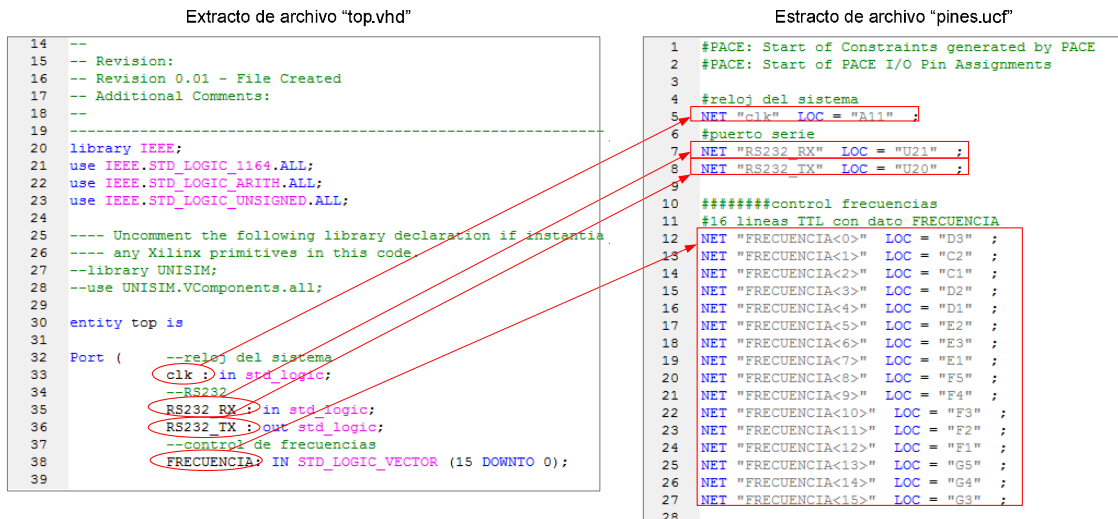 Extracto de archivo “top.vhd”
14 --
15 -- Revision:
16 -- Revision 0.01 - File Created
17 -- Additional Comments:
18 --
19 ----------------------------------------------------------------
20 library IEEE;
21 use IEEE.STD_LOGIC_1164.ALL;
22 use IEEE.STD_LOGIC_ARITH.ALL;
23 use IEEE.STD_LOGIC_UNSIGNED.ALL;
24
25 ---- Uncomment the following library declaration if instantia
26 ---- any Xilinx primitives in this code.
27 --library UNISIM;
28 --use UNISIM.VComponents.all;
29
30 entity top is
31
32 Port ( --reloj del sistema
33 clk : in std_logic;
34 --RS232
35 RS232_RX : in std_logic;
36 RS232_TX : out std_logic;
37 --control de frecuencias
38 FRECUENCIA: IN STD_LOGIC_VECTOR (15 DOWNTO 0);
39
Estracto de archivo “pines.ucf”
1 #PACE: Start of Constraints generated by PACE
2 #PACE: Start of PACE I/O Pin Assignments
3
4 #reloj del sistema
5 NET "clk" LOC = "A11" ;
6 #puerto serie
7 NET "RS232_RX" LOC = "U21" ;
8 NET "RS232_TX" LOC = "U20" ;
9
10 ########control frecuencias
11 #16 lineas TTL con dato FRECUENCIA
12 NET "FRECUENCIA<0>" LOC = "D3" ;
13 NET "FRECUENCIA<1>" LOC = "C2" ;
14 NET "FRECUENCIA<2>" LOC = "C1" ;
15 NET "FRECUENCIA<3>" LOC = "D2" ;
16 NET "FRECUENCIA<4>" LOC = "D1" ;
17 NET "FRECUENCIA<5>" LOC = "E2" ;
18 NET "FRECUENCIA<6>" LOC = "E3" ;
19 NET "FRECUENCIA<7>" LOC = "E1" ;
20 NET "FRECUENCIA<8>" LOC = "F5" ;
21 NET "FRECUENCIA<9>" LOC = "F4" ;
22 NET "FRECUENCIA<10>" LOC = "F3" ;
23 NET "FRECUENCIA<11>" LOC = "F2" ;
24 NET "FRECUENCIA<12>" LOC = "F1" ;
25 NET "FRECUENCIA<13>" LOC = "G5" ;
26 NET "FRECUENCIA<14>" LOC = "G4" ;
27 NET "FRECUENCIA<15>" LOC = "G3" ;
28